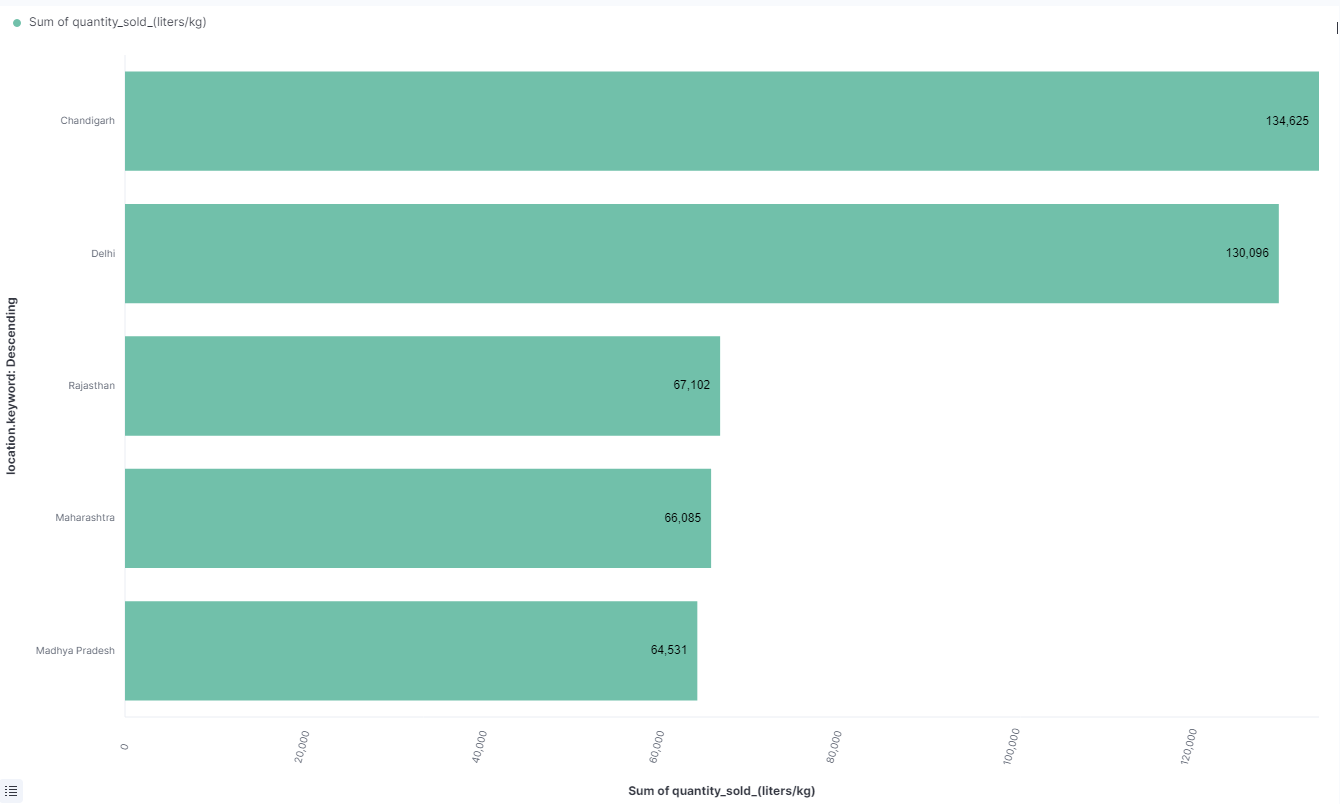 Sum of quantity_sold_(liters/kg)
location.keyword: Descending
Chandigarh 134,625
Delhi 130,096
Rajasthan 67,102
Maharashtra 66,085
Madhya Pradesh 64,531
0 20,000 40,000 60,000 80,000 100,000 120,000
Sum of quantity_sold_(liters/kg)